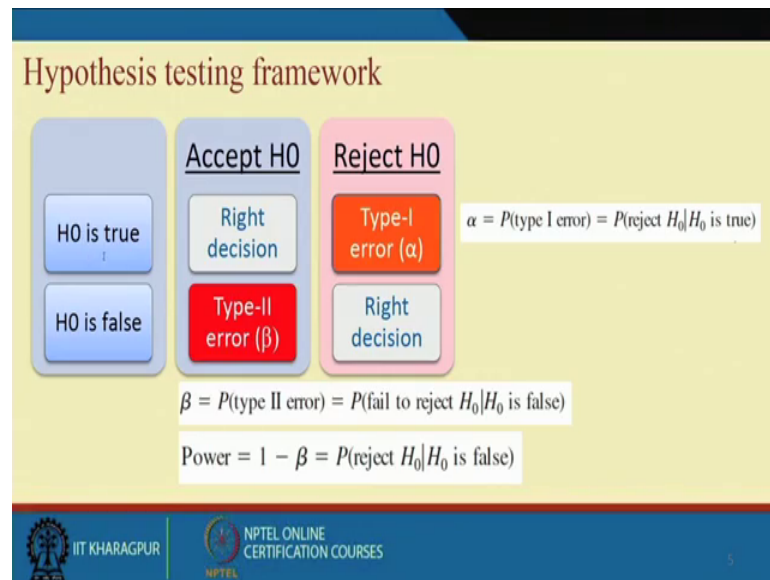 Hypothesis testing framework
Accept H0
Reject H0
H0 is true
Right
decision
Type-I
error (α)
α = P(type I error) = P(reject H₀|H₀ is true)
H0 is false
Type-II
error (β)
Right
decision
β = P(type II error) = P(fail to reject H₀|H₀ is false)
Power = 1 − β = P(reject H₀|H₀ is false)
IIT KHARAGPUR
NPTEL
NPTEL ONLINE
CERTIFICATION COURSES
5